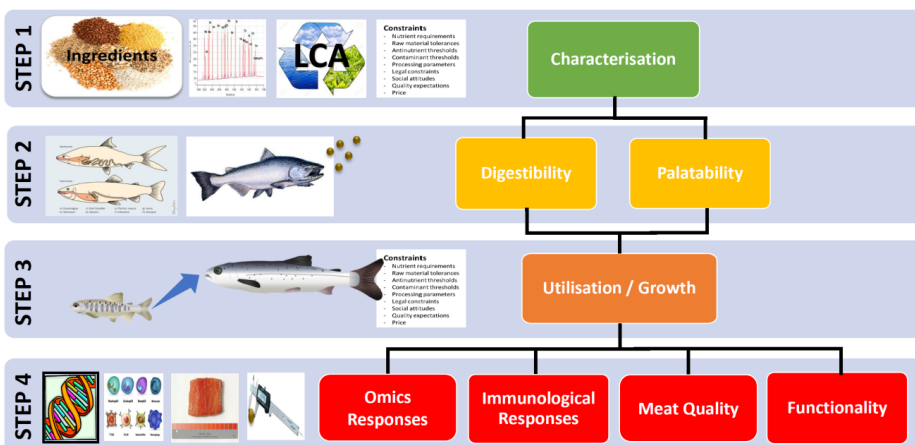 STEP 1
Ingredients
LCA
Constraints
- Nutrient requirements
- Raw material tolerances
- Antinutrient thresholds
- Contaminant thresholds
- Processing parameters
- Legal constraints
- Social attitudes
- Quality expectations
- Price
Characterisation
STEP 2
Digestibility
Palatability
STEP 3
Constraints
- Nutrient requirements
- Raw material tolerances
- Antinutrient thresholds
- Contaminant thresholds
- Processing parameters
- Legal constraints
- Social attitudes
- Quality expectations
- Price
Utilisation / Growth
STEP 4
Omics
Responses
Immunological
Responses
Meat Quality
Functionality